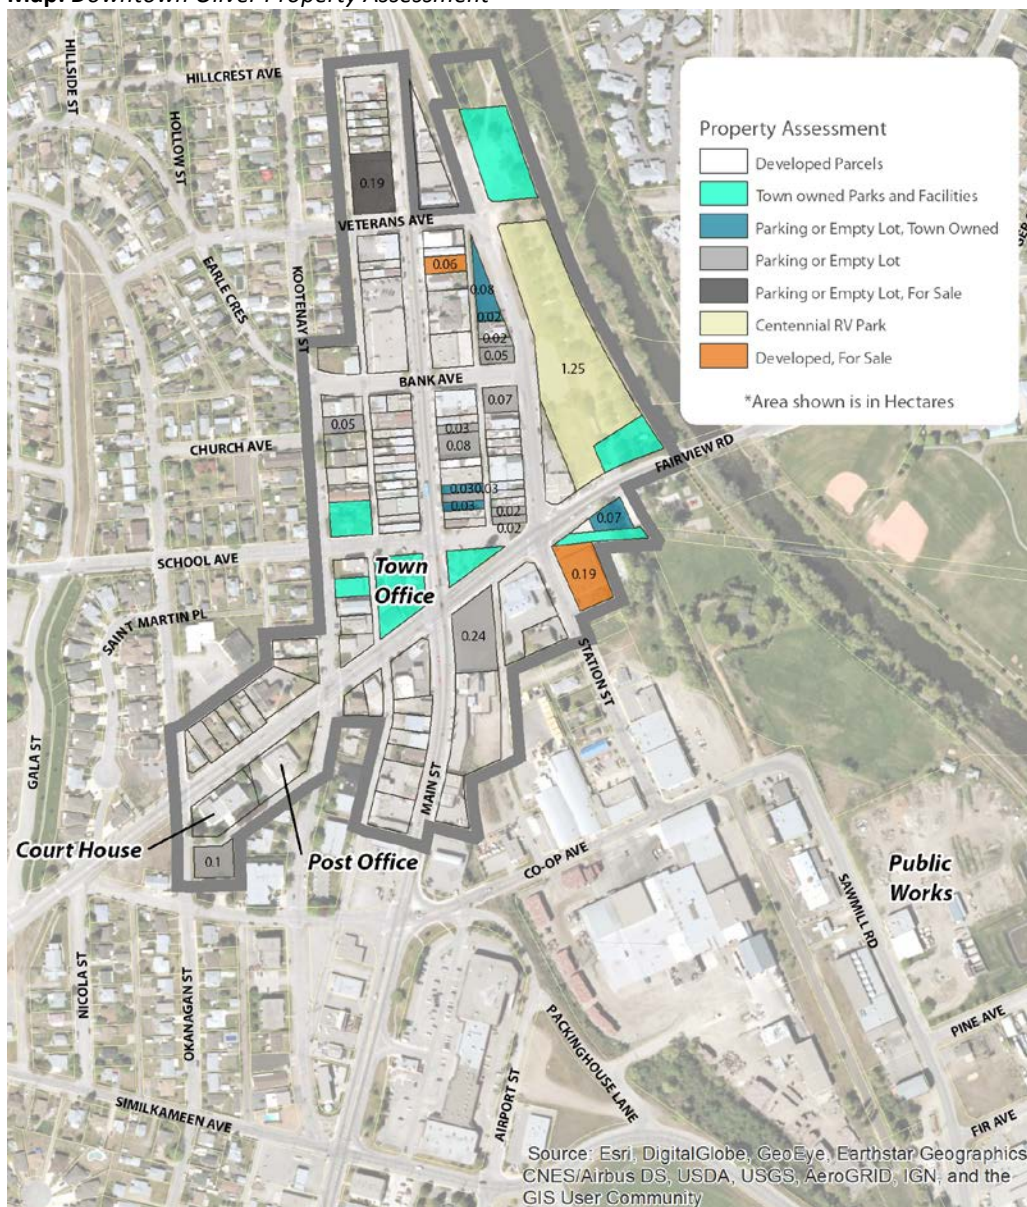 Map: Downtown Oliver Property Assessment
HILLSIDE ST
HILLCREST AVE
HOLLOW ST
Property Assessment
Developed Parcels
Town owned Parks and Facilities
Parking or Empty Lot, Town Owned
Parking or Empty Lot
Parking or Empty Lot, For Sale
Centennial RV Park
Developed, For Sale
*Area shown is in Hectares
0.19
VETERANS AVE
EARLE CRES
KOOTENAY ST
0.06
0.08
0.02
0.02
0.05
1.25
BANK AVE
0.07
0.05
0.03
0.08
CHURCH AVE
FAIRVIEW RD
0.03
0.03
0.03
0.02
0.02
0.07
SCHOOL AVE
Town
Office
0.19
SAINT MARTIN PL
0.24
STATION ST
GALA ST
MAIN ST
Court House
Post Office
0.1
CO-OP AVE
Public
Works
SAWMILL RD
NICOLA ST
OKANAGAN ST
PACKINGHOUSE LANE
PINE AVE
SIMILKAMEEN AVE
AIRPORT ST
FIR AVE
Source: Esri, DigitalGlobe, GeoEye, Earthstar Geographics
CNES/Airbus DS, USDA, USGS, AeroGRID, IGN, and the
GIS User Community